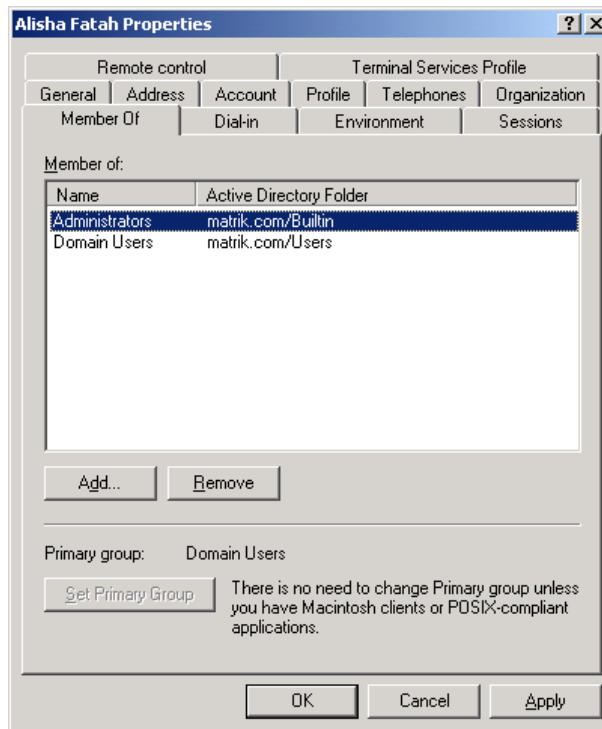 Alisha Fatah Properties
Remote control Terminal Services Profile
General Address Account Profile Telephones Organization
Member Of Dial-in Environment Sessions
Member of:
Name Active Directory Folder
Administrators matrik.com/Builtin
Domain Users matrik.com/Users
Add... Remove
Primary group: Domain Users
Set Primary Group
There is no need to change Primary group unless
you have Macintosh clients or POSIX-compliant
applications.
OK Cancel Apply